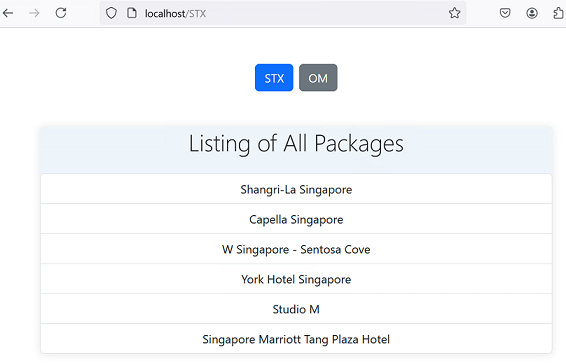 localhost/STX
STX OM
Listing of All Packages
Shangri-La Singapore
Capella Singapore
W Singapore - Sentosa Cove
York Hotel Singapore
Studio M
Singapore Marriott Tang Plaza Hotel